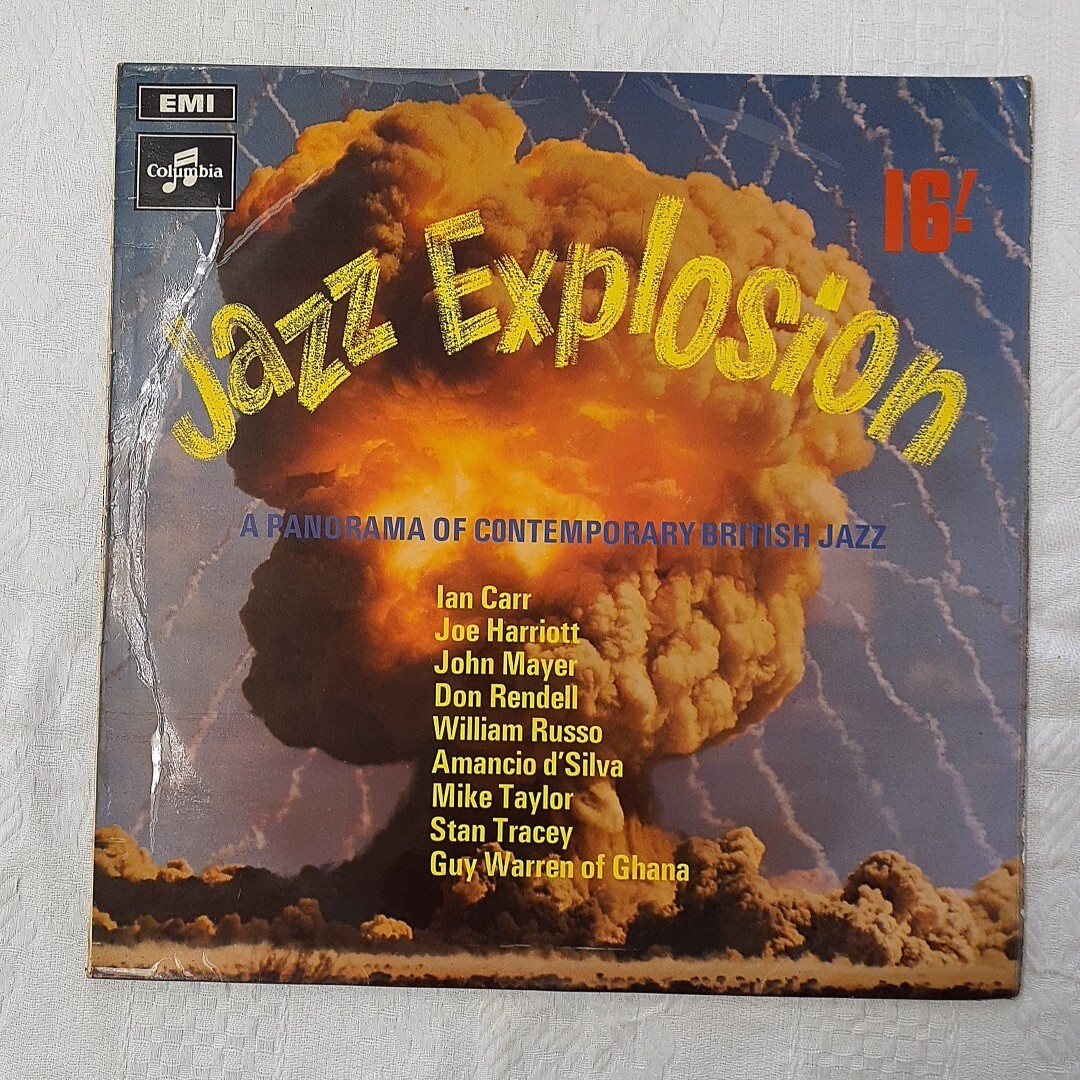 EMI
Columbia
16/-
Jazz Explosion
A PANORAMA OF CONTEMPORARY BRITISH JAZZ
Ian Carr
Joe Harriott
John Mayer
Don Rendell
William Russo
Amancio d'Silva
Mike Taylor
Stan Tracey
Guy Warren of Ghana